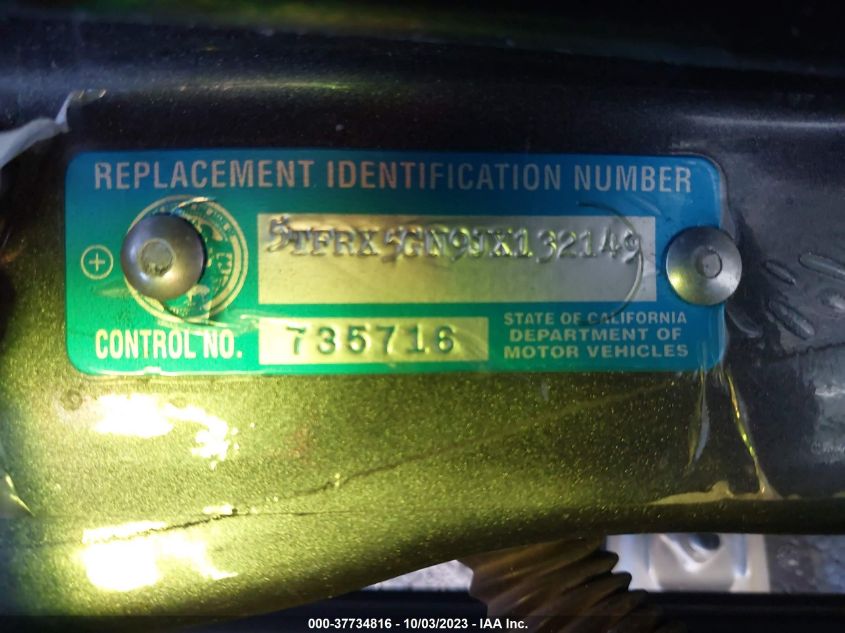 REPLACEMENT IDENTIFICATION NUMBER
5TFRX5GN9JX132149
CONTROL NO. 735716
STATE OF CALIFORNIA
DEPARTMENT OF
MOTOR VEHICLES
000-37734816 - 10/03/2023 - IAA Inc.